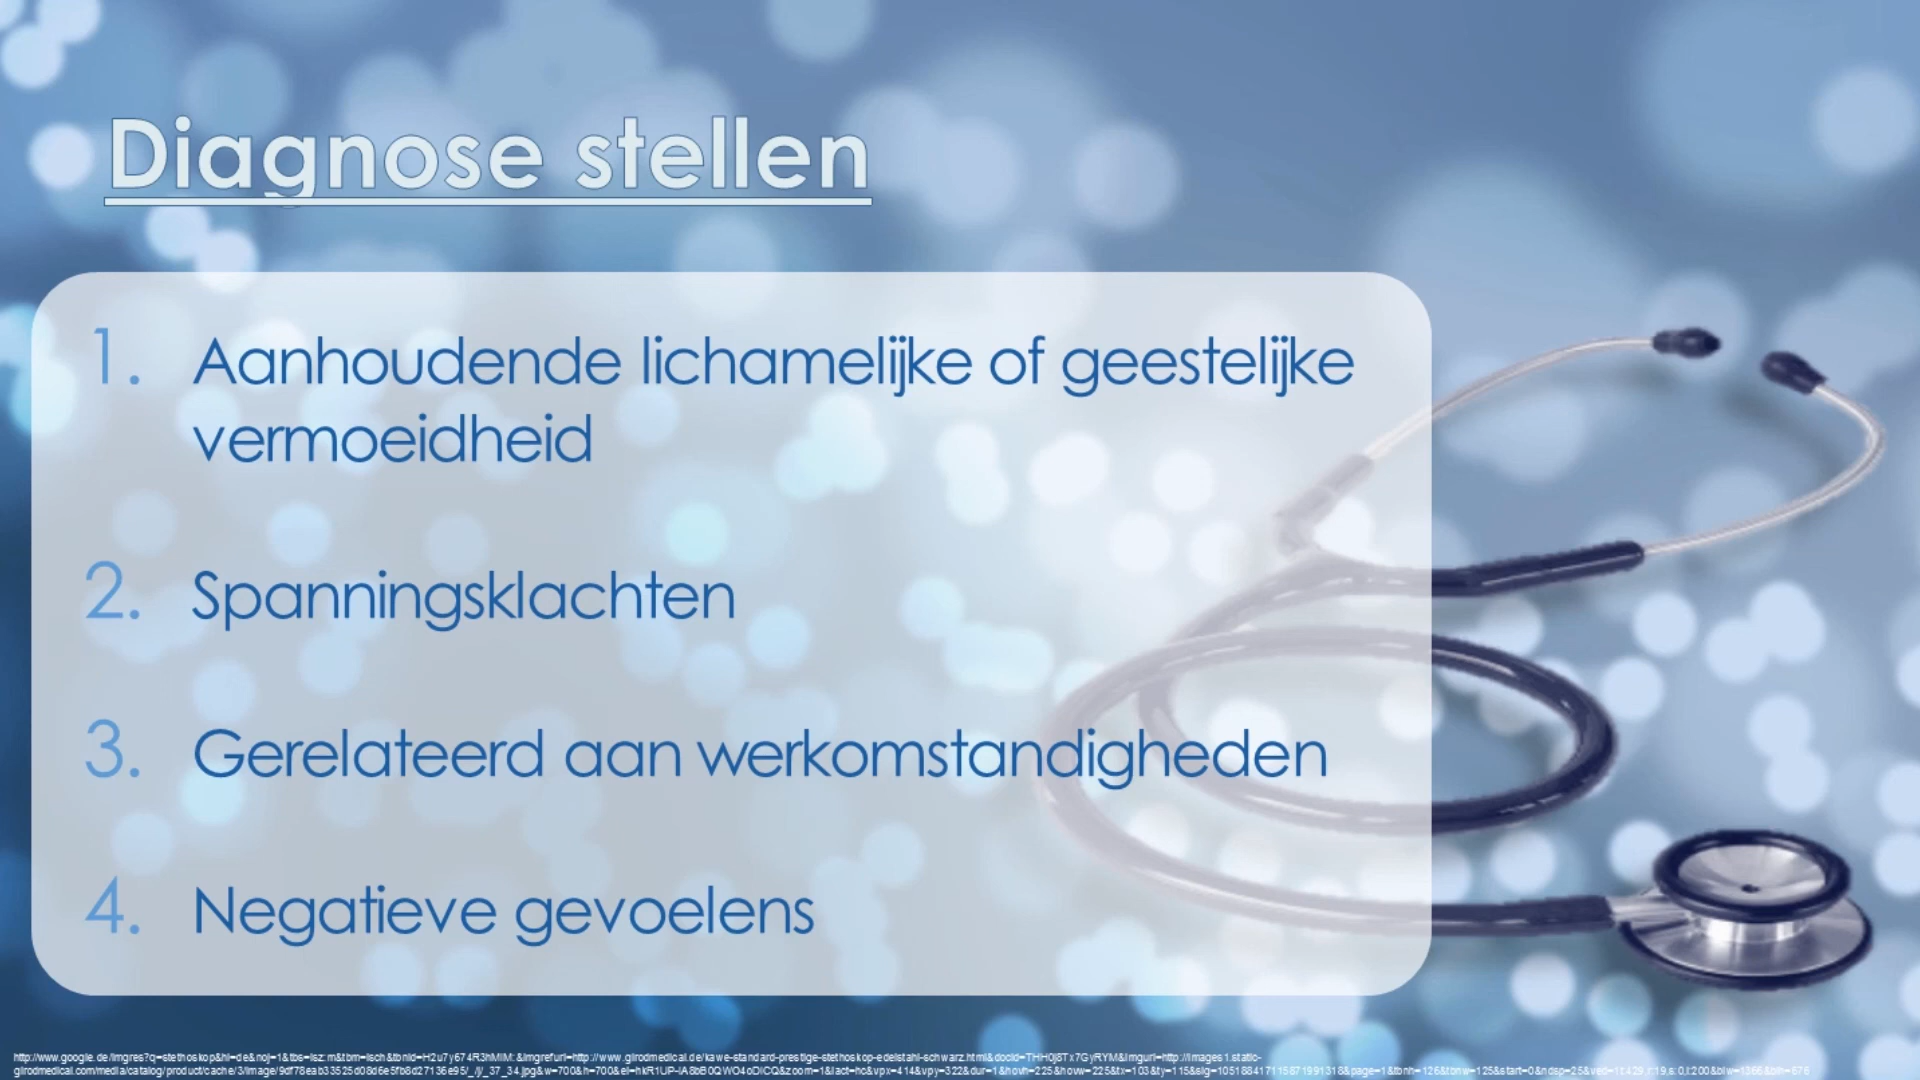 Diagnose stellen
1. Aanhoudende lichamelijke of geestelijke
vermoeidheid
2. Spanningsklachten
3. Gerelateerd aan werkomstandigheden
4. Negatieve gevoelens